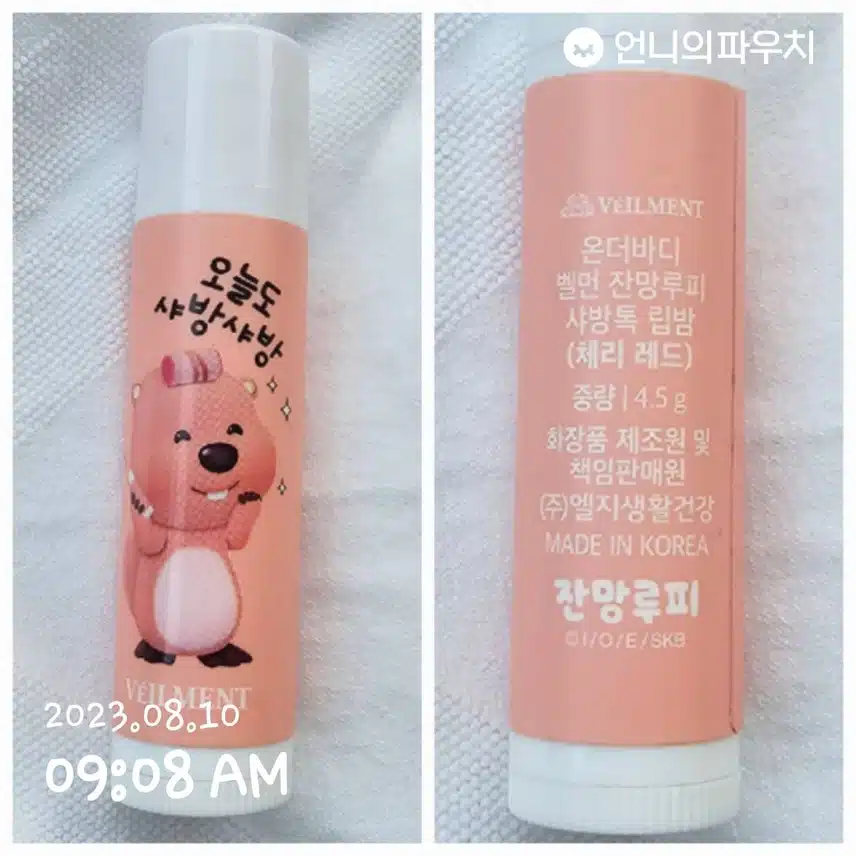 오늘도
샤방샤방
VéILMENT
2023.08.10
09:08 AM
언니의파우치
VéILMENT
온더바디
벨먼 잔망루피
샤방톡 립밤
(체리 레드)
중량 | 4.5 g
화장품 제조원 및
책임판매원
(주)엘지생활건강
MADE IN KOREA
잔망루피
©I/O/E/SKB